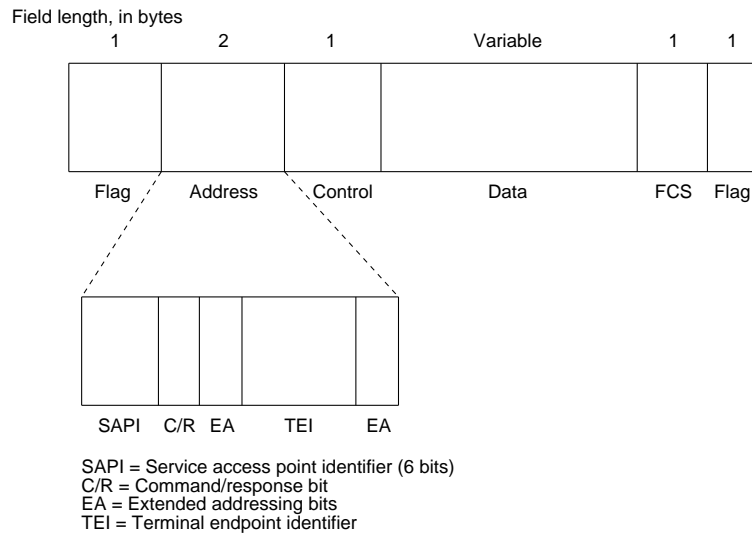 Field length, in bytes
1 2 1 Variable 1 1
Flag Address Control Data FCS Flag
SAPI C/R EA TEI EA
SAPI = Service access point identifier (6 bits)
C/R = Command/response bit
EA = Extended addressing bits
TEI = Terminal endpoint identifier